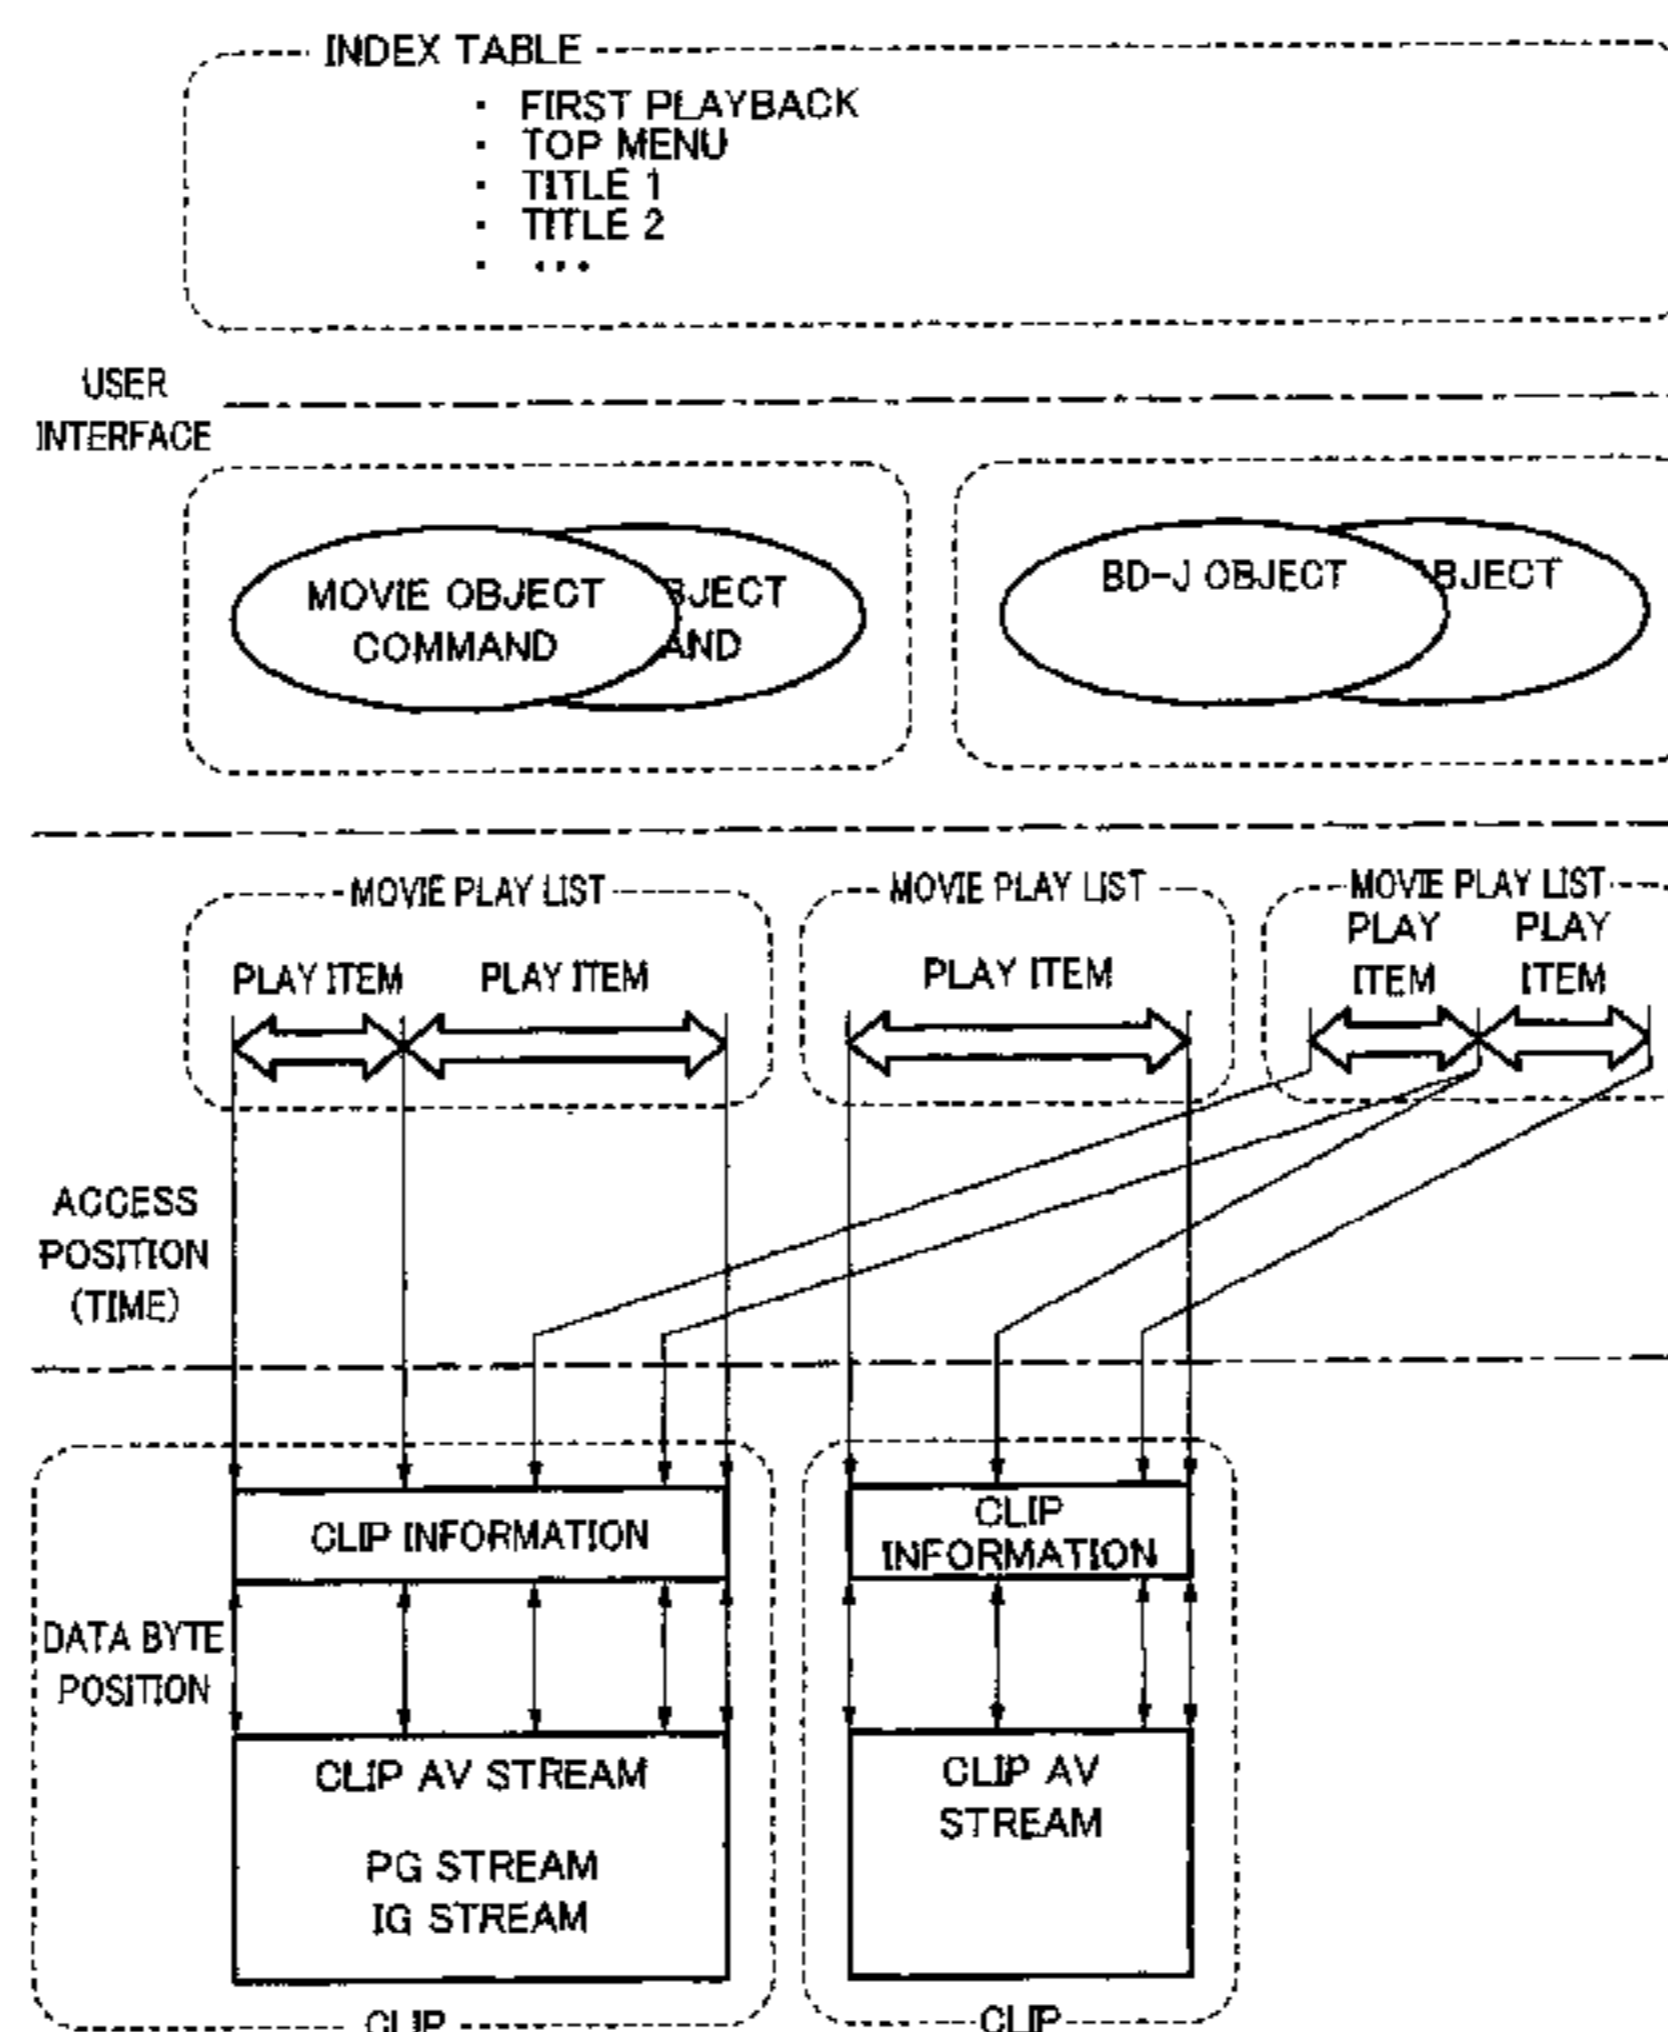 INDEX TABLE
· FIRST PLAYBACK
· TOP MENU
· TITLE 1
· TITLE 2
· ...
USER
INTERFACE
MOVIE OBJECT
COMMAND
BJECT
AND
BD-J OBJECT
BJECT
MOVIE PLAY LIST
PLAY ITEM
PLAY ITEM
MOVIE PLAY LIST
PLAY ITEM
MOVIE PLAY LIST
PLAY
ITEM
PLAY
ITEM
ACCESS
POSITION
(TIME)
CLIP INFORMATION
CLIP
INFORMATION
DATA BYTE
POSITION
CLIP AV STREAM
PG STREAM
IG STREAM
CLIP AV
STREAM
CLIP
CLIP